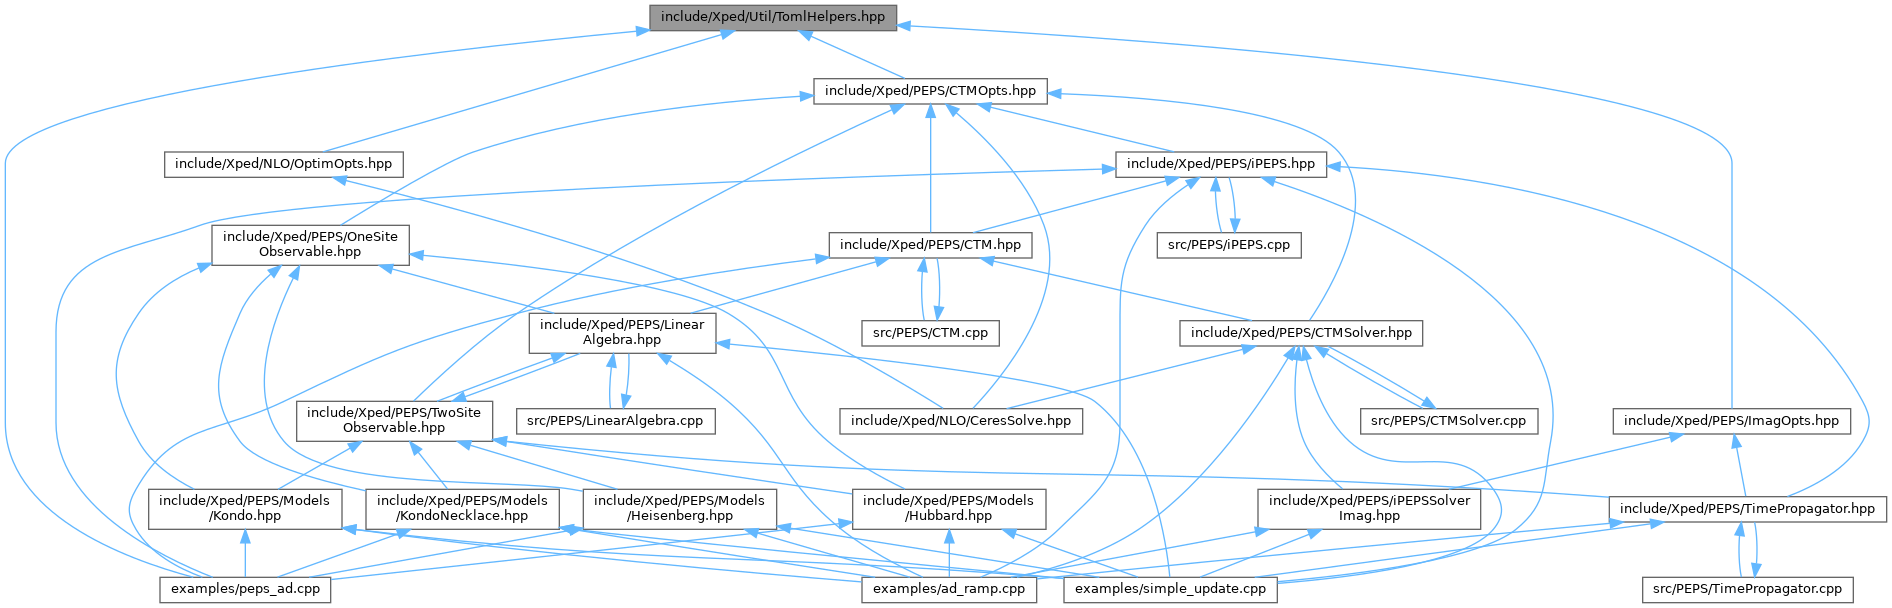 include/Xped/Util/TomlHelpers.hpp
include/Xped/PEPS/CTMOpts.hpp
include/Xped/NLO/OptimOpts.hpp
include/Xped/PEPS/iPEPS.hpp
include/Xped/PEPS/OneSite
Observable.hpp
include/Xped/PEPS/CTM.hpp
src/PEPS/iPEPS.cpp
include/Xped/PEPS/Linear
Algebra.hpp
src/PEPS/CTM.cpp
include/Xped/PEPS/CTMSolver.hpp
include/Xped/PEPS/TwoSite
Observable.hpp
src/PEPS/LinearAlgebra.cpp
include/Xped/NLO/CeresSolve.hpp
src/PEPS/CTMSolver.cpp
include/Xped/PEPS/ImagOpts.hpp
include/Xped/PEPS/Models
/Kondo.hpp
include/Xped/PEPS/Models
/KondoNecklace.hpp
include/Xped/PEPS/Models
/Heisenberg.hpp
include/Xped/PEPS/Models
/Hubbard.hpp
include/Xped/PEPS/iPEPSSolver
Imag.hpp
include/Xped/PEPS/TimePropagator.hpp
examples/peps_ad.cpp
examples/ad_ramp.cpp
examples/simple_update.cpp
src/PEPS/TimePropagator.cpp